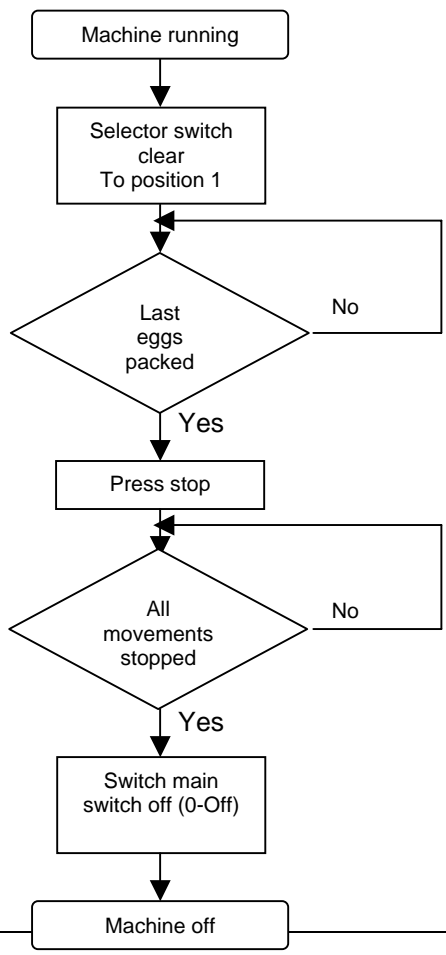 Machine running
Selector switch
clear
To position 1
No
Last
eggs
packed
Yes
Press stop
No
All
movements
stopped
Yes
Switch main
switch off (0-Off)
Machine off